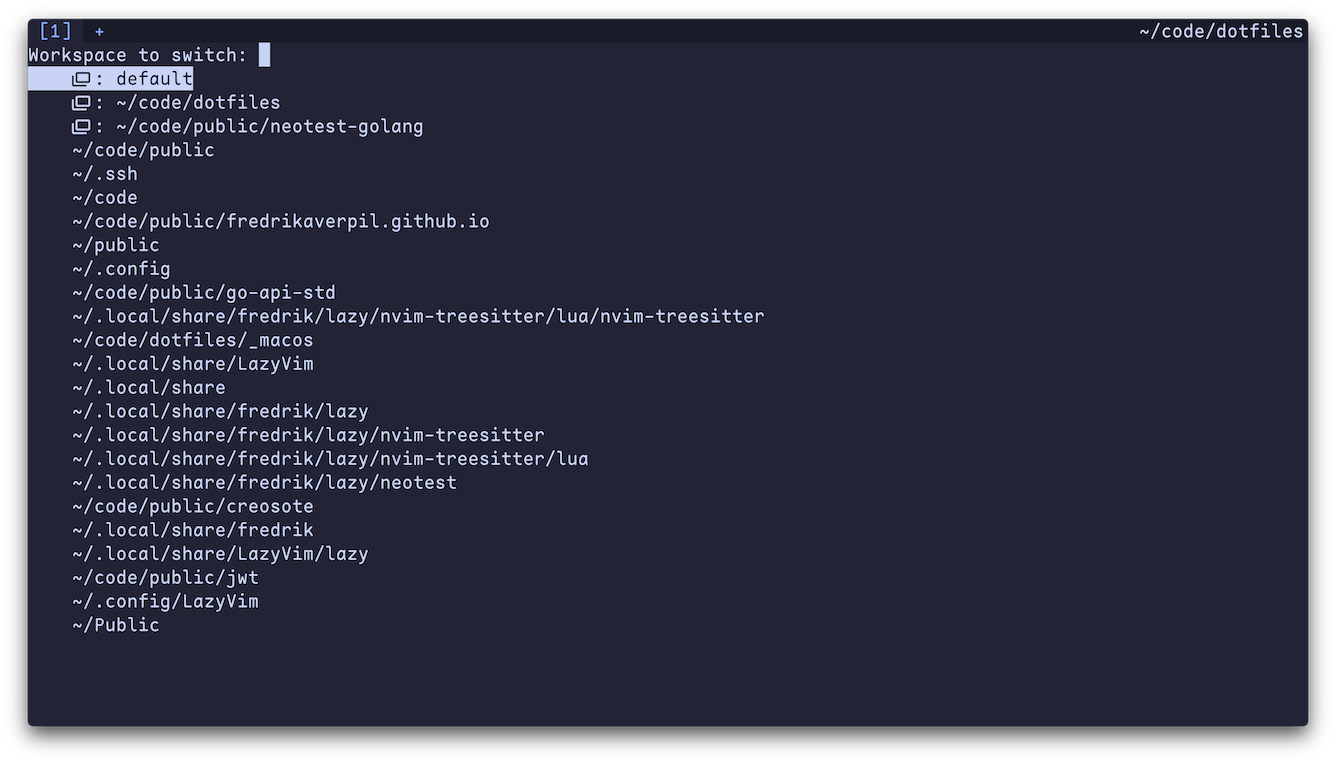 [1] + ~/code/dotfiles
Workspace to switch:
: default
: ~/code/dotfiles
: ~/code/public/neotest-golang
~/code/public
~/.ssh
~/code
~/code/public/fredrikaverpil.github.io
~/public
~/.config
~/code/public/go-api-std
~/.local/share/fredrik/lazy/nvim-treesitter/lua/nvim-treesitter
~/code/dotfiles/_macos
~/.local/share/LazyVim
~/.local/share
~/.local/share/fredrik/lazy
~/.local/share/fredrik/lazy/nvim-treesitter
~/.local/share/fredrik/lazy/nvim-treesitter/lua
~/.local/share/fredrik/lazy/neotest
~/code/public/creosote
~/.local/share/fredrik
~/.local/share/LazyVim/lazy
~/code/public/jwt
~/.config/LazyVim
~/Public